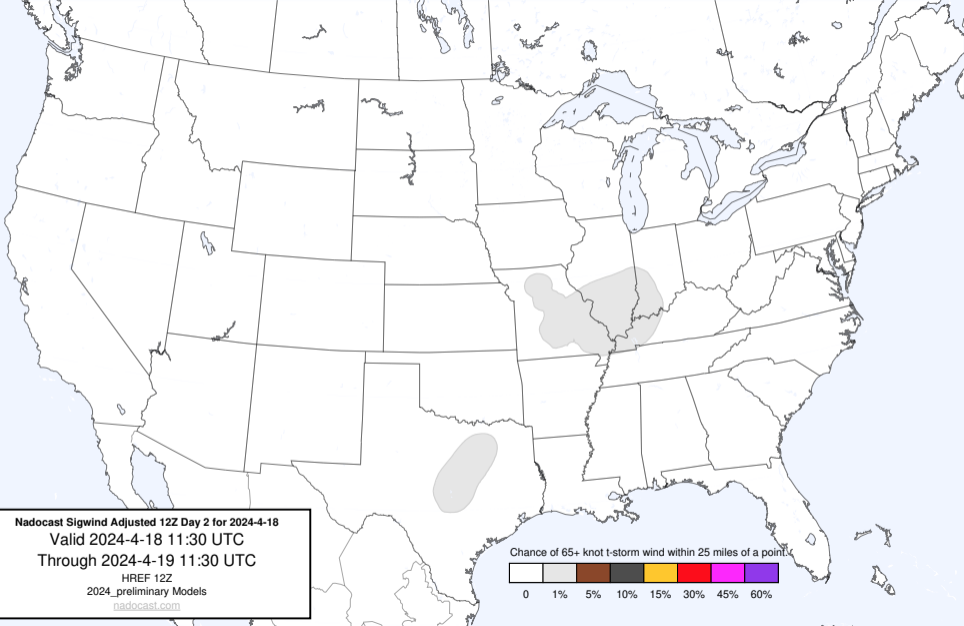 Nadocast Sigwind Adjusted 12Z Day 2 for 2024-4-18
Valid 2024-4-18 11:30 UTC
Through 2024-4-19 11:30 UTC
HREF 12Z
2024_preliminary Models
nadocast.com
Chance of 65+ knot t-storm wind within 25 miles of a point.
0 1% 5% 10% 15% 30% 45% 60%